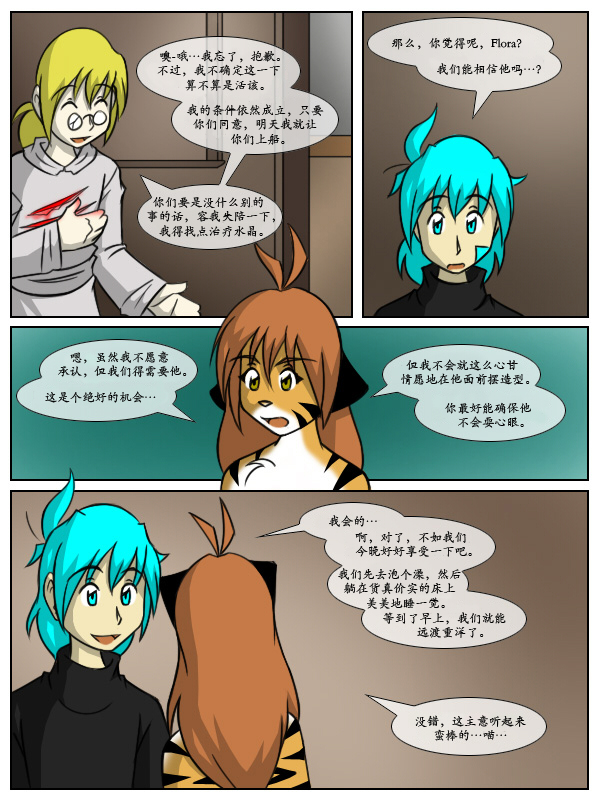 噢-哦…我忘了，抱歉。
不过，我不确定这一下
算不算是活该。
我的条件依然成立，只要
你们同意，明天我就让
你们上船。
你们要是没什么别的
事的话，容我失陪一下，
我得找点治疗水晶。
那么，你觉得呢，Flora?
我们能相信他吗…?
嗯，虽然我不愿意
承认，但我们得需要他。
这是个绝好的机会…
但我不会就这么心甘
情愿地在他面前摆造型。
你最好能确保他
不会耍心眼。
我会的…
啊，对了，不如我们
今晚好好享受一下吧。
我们先去泡个澡，然后
躺在货真价实的床上
美美地睡一觉。
等到了早上，我们就能
远渡重洋了。
没错，这主意听起来
蛮棒的…喵…